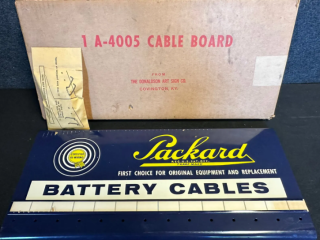 1 A-4005 CABLE BOARD
FROM
THE DONALDSON ART SIGN CO.
COVINGTON, KY.
Packard
FIRST CHOICE FOR ORIGINAL EQUIPMENT AND REPLACEMENT
BATTERY CABLES